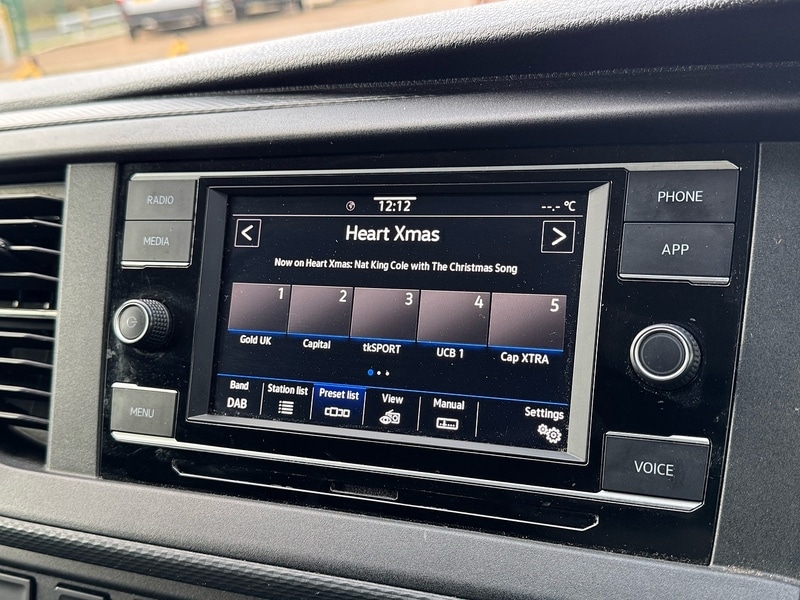 RADIO
MEDIA
MENU
12:12
--.- °C
<
Heart Xmas
>
Now on Heart Xmas: Nat King Cole with The Christmas Song
1 2 3 4 5
Gold UK Capital tkSPORT UCB 1 Cap XTRA
Band Station list Preset list View Manual Settings
DAB
PHONE
APP
VOICE